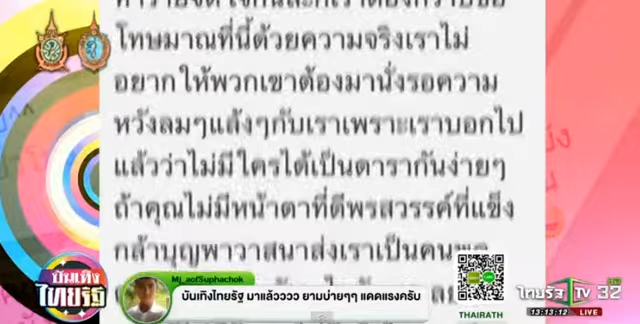 โทษมาณที่นี้ด้วยความจริงเราไม่
อยากให้พวกเขาต้องมานั่งรอความ
หวังลมๆแล้งๆกับเราเพราะเราบอกไป
แล้วว่าไม่มีใครได้เป็นดารากันง่ายๆ
ถ้าคุณไม่มีหน้าตาที่ดีพรสวรรค์ที่แข็ง
กล้าบุญพาวาสนาส่งเราเป็นคนพูด
บันเทิง
ไทยรัฐ
Mj_aofSuphachok
บันเทิงไทยรัฐ มาแล้วววว ยามบ่ายๆๆ แดดแรงครับ
THAIRATH
ไทยรัฐ TV 32
13:13:12 LIVE